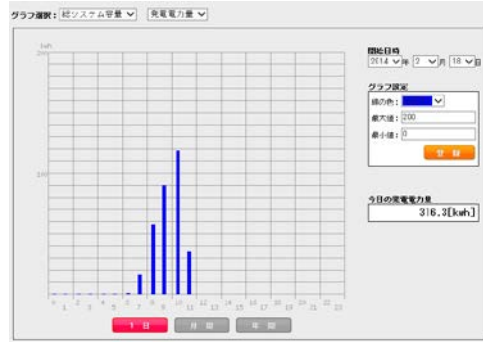 グラフ選択： 総システム容量 発電電力量
kwh
200
100
0 1 2 3 4 5 6 7 8 9 10 11 12 13 14 15 16 17 18 19 20 21 22 23
1 日 月 間 年 間
開始日時
2014 年 2 月 18 日
グラフ設定
線の色：
最大値： 200
最小値： 0
登 録
今日の発電電力量
316.3[kwh]